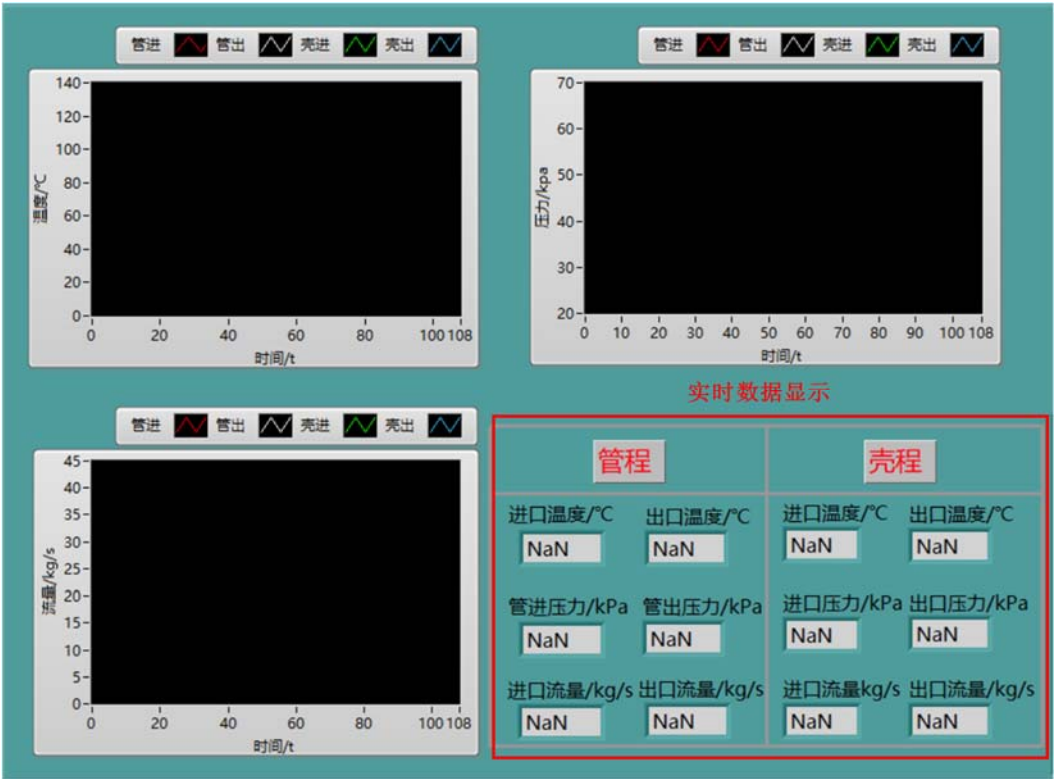 管进 管出 壳进 壳出
140
120
100
80
60
40
20
0
温度/℃
0 20 40 60 80 100 108
时间/t
管进 管出 壳进 壳出
70
60
50
40
30
20
压力/kpa
0 10 20 30 40 50 60 70 80 90 100 108
时间/t
管进 管出 壳进 壳出
45
40
35
30
25
20
15
10
5
0
流量/kg/s
0 20 40 60 80 100 108
时间/t
实时数据显示
管程 壳程
进口温度/℃ 出口温度/℃ 进口温度/℃ 出口温度/℃
NaN NaN NaN NaN
管进压力/kPa 管出压力/kPa 进口压力/kPa 出口压力/kPa
NaN NaN NaN NaN
进口流量/kg/s 出口流量/kg/s 进口流量kg/s 出口流量/kg/s
NaN NaN NaN NaN